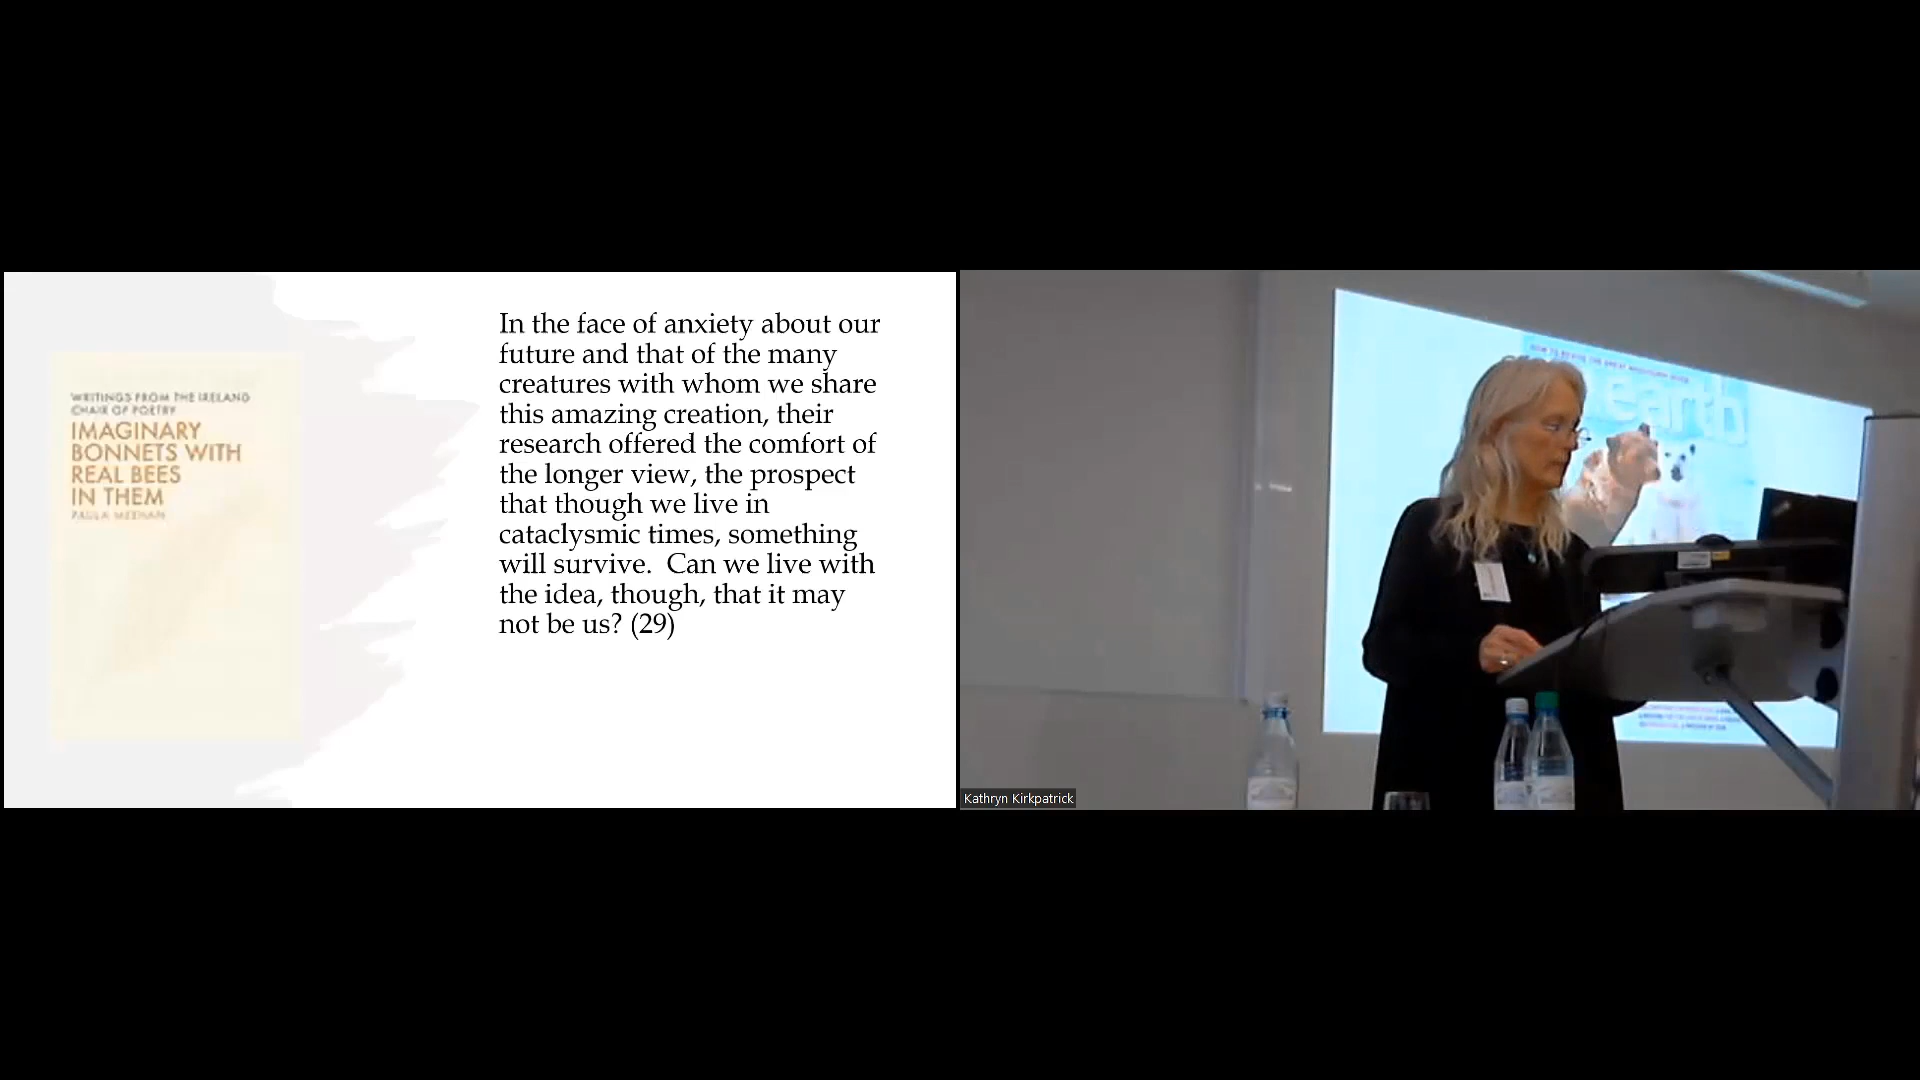 WRITINGS FROM THE IRELAND
CHAIR OF POETRY
IMAGINARY
BONNETS WITH
REAL BEES
IN THEM
PAULA MEEHAN
In the face of anxiety about our
future and that of the many
creatures with whom we share
this amazing creation, their
research offered the comfort of
the longer view, the prospect
that though we live in
cataclysmic times, something
will survive.  Can we live with
the idea, though, that it may
not be us? (29)
earth
Kathryn Kirkpatrick